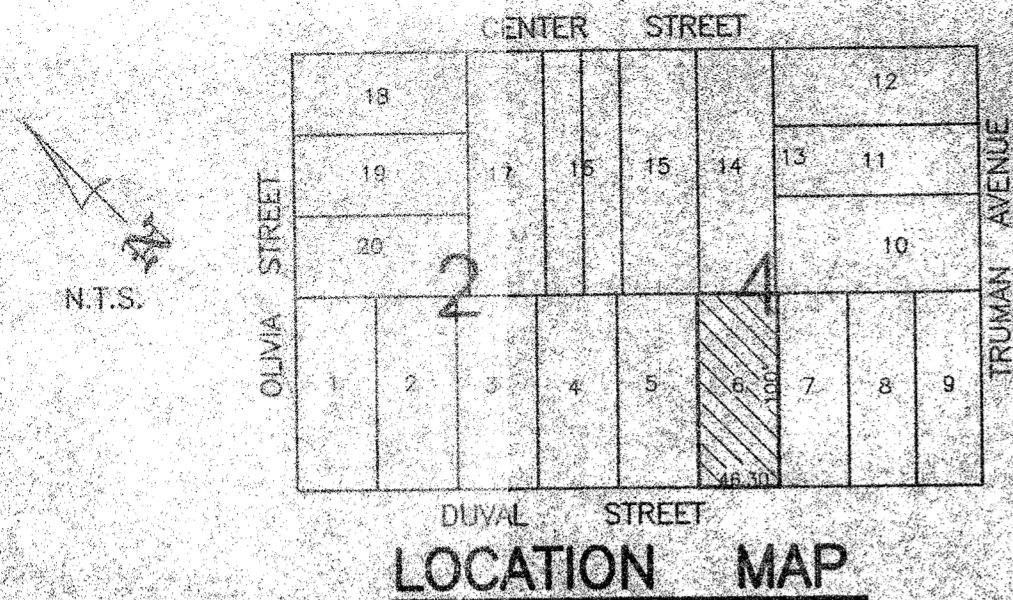 CENTER STREET
12
18
13 11
19 17 16 15 14
20
10
2 4
N
N.T.S.
OLIVIA STREET
TRUMAN AVENUE
1 2 3 4 5 6 7 8 9
100'
46.30
DUVAL STREET
LOCATION MAP